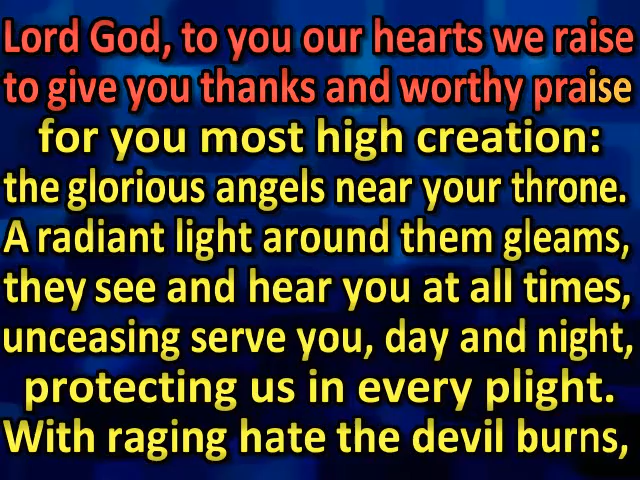 Lord God, to you our hearts we raise
to give you thanks and worthy praise
for you most high creation:
the glorious angels near your throne.
A radiant light around them gleams,
they see and hear you at all times,
unceasing serve you, day and night,
protecting us in every plight.
With raging hate the devil burns,